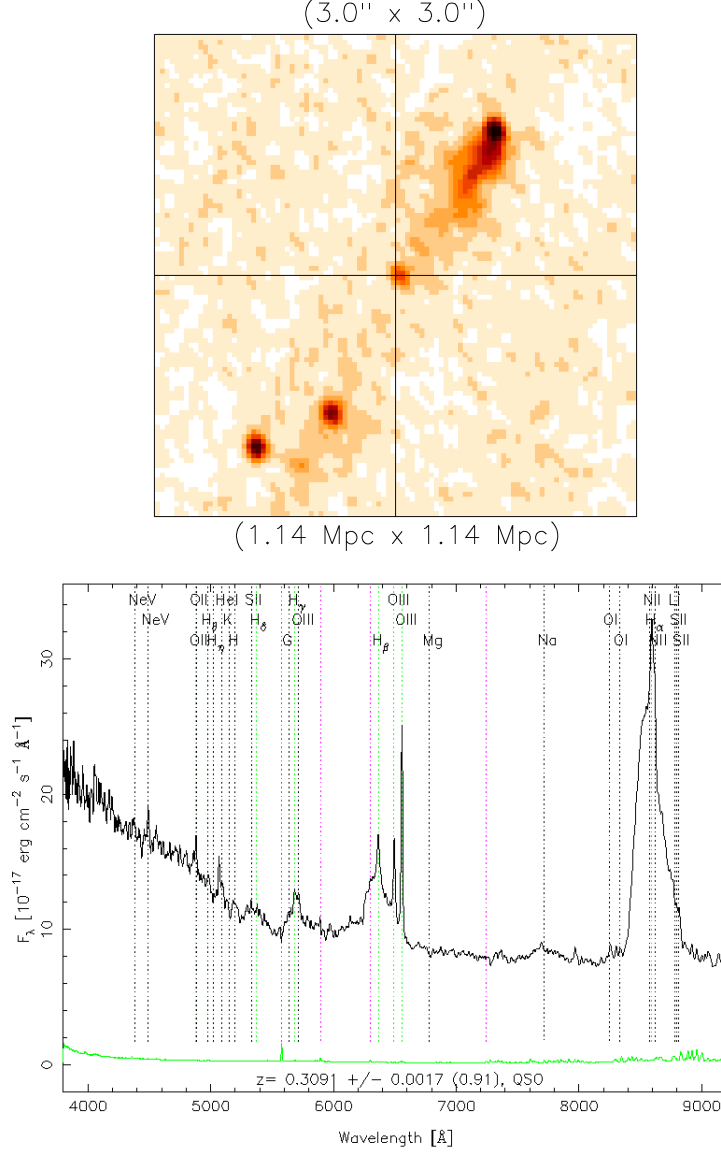 (3.0" x 3.0")
(1.14 Mpc x 1.14 Mpc)
NeV OII HeI SII Hγ OIII NII Li
NeV Hθ K Hδ OIII OIII OI Hα SII
OII Hη H G Hβ Mg Na OI NII SII
30
20
10
0
Fλ [10⁻¹⁷ erg cm⁻² s⁻¹ Å⁻¹]
z= 0.3091 +/- 0.0017 (0.91), QSO
4000 5000 6000 7000 8000 9000
Wavelength [Å]